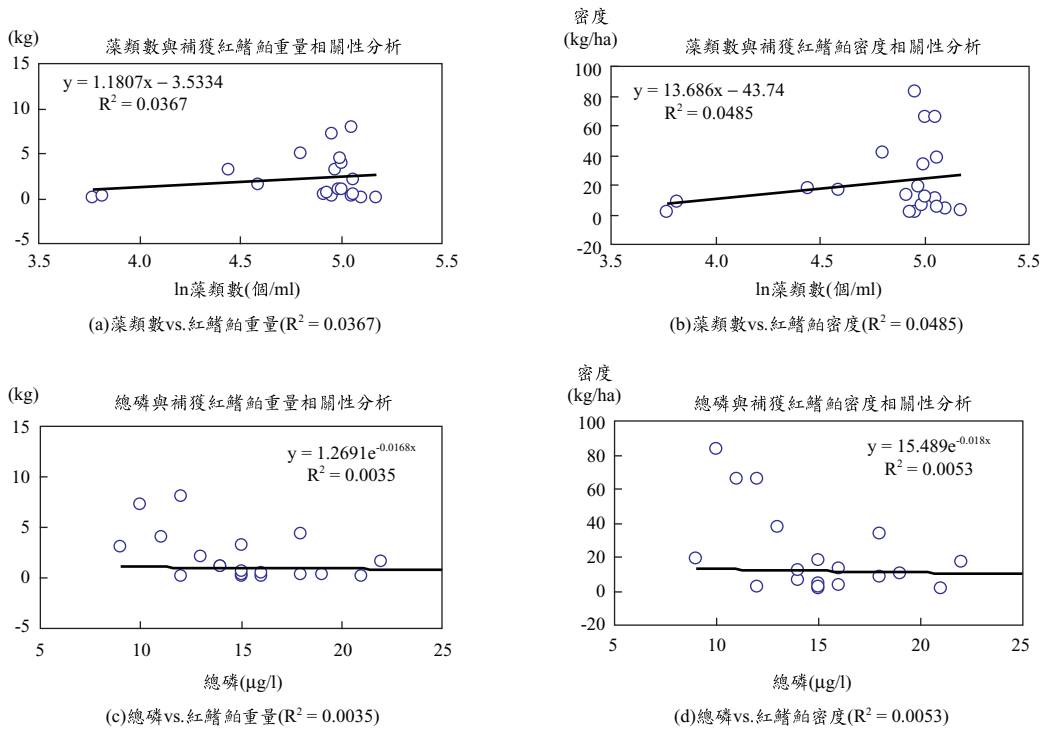 (kg)
藻類數與補獲紅鰭鮊重量相關性分析
15
10
5
0
-5
y = 1.1807x – 3.5334
R² = 0.0367
3.5 4.0 4.5 5.0 5.5
ln藻類數(個/ml)
(a)藻類數vs.紅鰭鮊重量(R² = 0.0367)
密度
(kg/ha)
藻類數與補獲紅鰭鮊密度相關性分析
100
80
60
40
20
0
-20
y = 13.686x – 43.74
R² = 0.0485
3.5 4.0 4.5 5.0 5.5
ln藻類數(個/ml)
(b)藻類數vs.紅鰭鮊密度(R² = 0.0485)
(kg)
總磷與補獲紅鰭鮊重量相關性分析
15
10
5
0
-5
y = 1.2691e^-0.0168x
R² = 0.0035
5 10 15 20 25
總磷(μg/l)
(c)總磷vs.紅鰭鮊重量(R² = 0.0035)
密度
(kg/ha)
總磷與補獲紅鰭鮊密度相關性分析
100
80
60
40
20
0
-20
y = 15.489e^-0.018x
R² = 0.0053
5 10 15 20 25
總磷(μg/l)
(d)總磷vs.紅鰭鮊密度(R² = 0.0053)